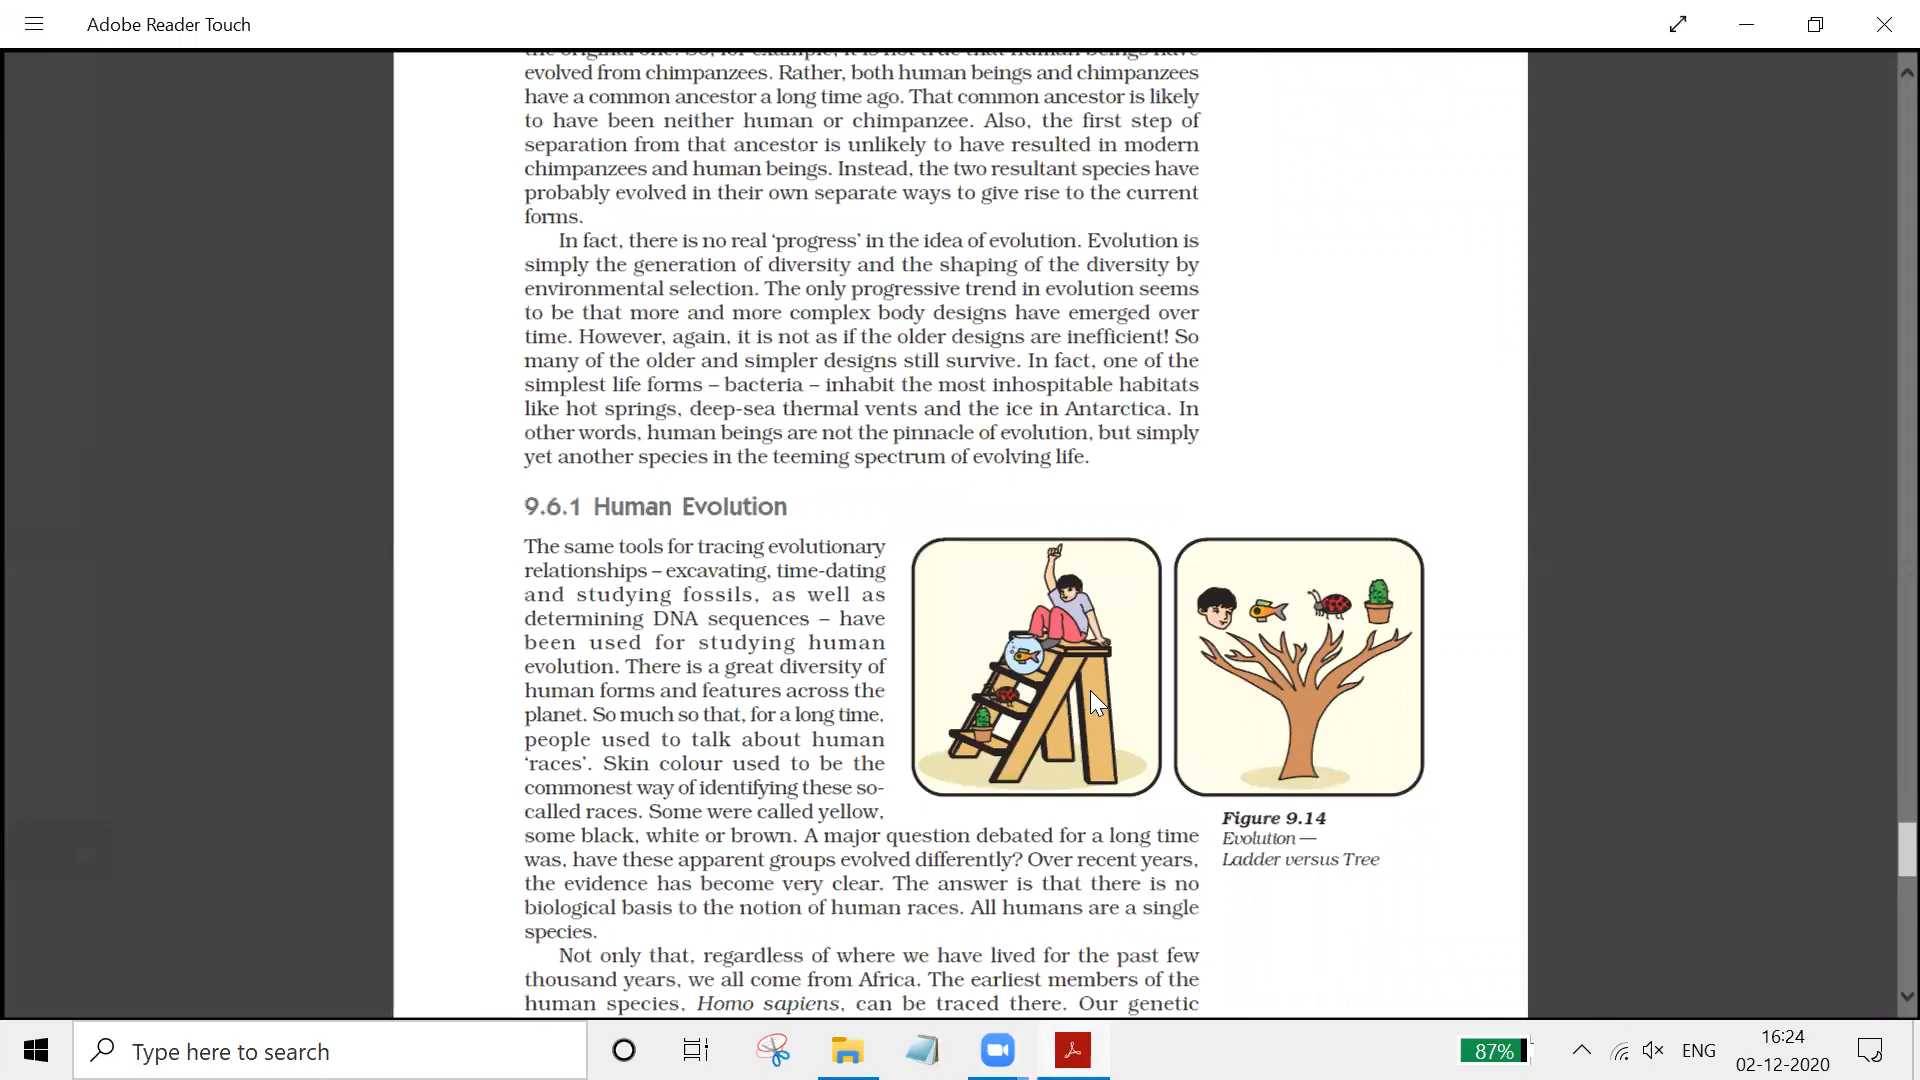 Adobe Reader Touch
the original one. So, for example, it is not true that human beings have
evolved from chimpanzees. Rather, both human beings and chimpanzees
have a common ancestor a long time ago. That common ancestor is likely
to have been neither human or chimpanzee. Also, the first step of
separation from that ancestor is unlikely to have resulted in modern
chimpanzees and human beings. Instead, the two resultant species have
probably evolved in their own separate ways to give rise to the current
forms.
In fact, there is no real ‘progress’ in the idea of evolution. Evolution is
simply the generation of diversity and the shaping of the diversity by
environmental selection. The only progressive trend in evolution seems
to be that more and more complex body designs have emerged over
time. However, again, it is not as if the older designs are inefficient! So
many of the older and simpler designs still survive. In fact, one of the
simplest life forms – bacteria – inhabit the most inhospitable habitats
like hot springs, deep-sea thermal vents and the ice in Antarctica. In
other words, human beings are not the pinnacle of evolution, but simply
yet another species in the teeming spectrum of evolving life.
9.6.1 Human Evolution
The same tools for tracing evolutionary
relationships – excavating, time-dating
and studying fossils, as well as
determining DNA sequences – have
been used for studying human
evolution. There is a great diversity of
human forms and features across the
planet. So much so that, for a long time,
people used to talk about human
‘races’. Skin colour used to be the
commonest way of identifying these so-
called races. Some were called yellow,
some black, white or brown. A major question debated for a long time
was, have these apparent groups evolved differently? Over recent years,
the evidence has become very clear. The answer is that there is no
biological basis to the notion of human races. All humans are a single
species.
Not only that, regardless of where we have lived for the past few
thousand years, we all come from Africa. The earliest members of the
human species, Homo sapiens, can be traced there. Our genetic
Figure 9.14
Evolution —
Ladder versus Tree
Type here to search
87%
ENG
16:24
02-12-2020